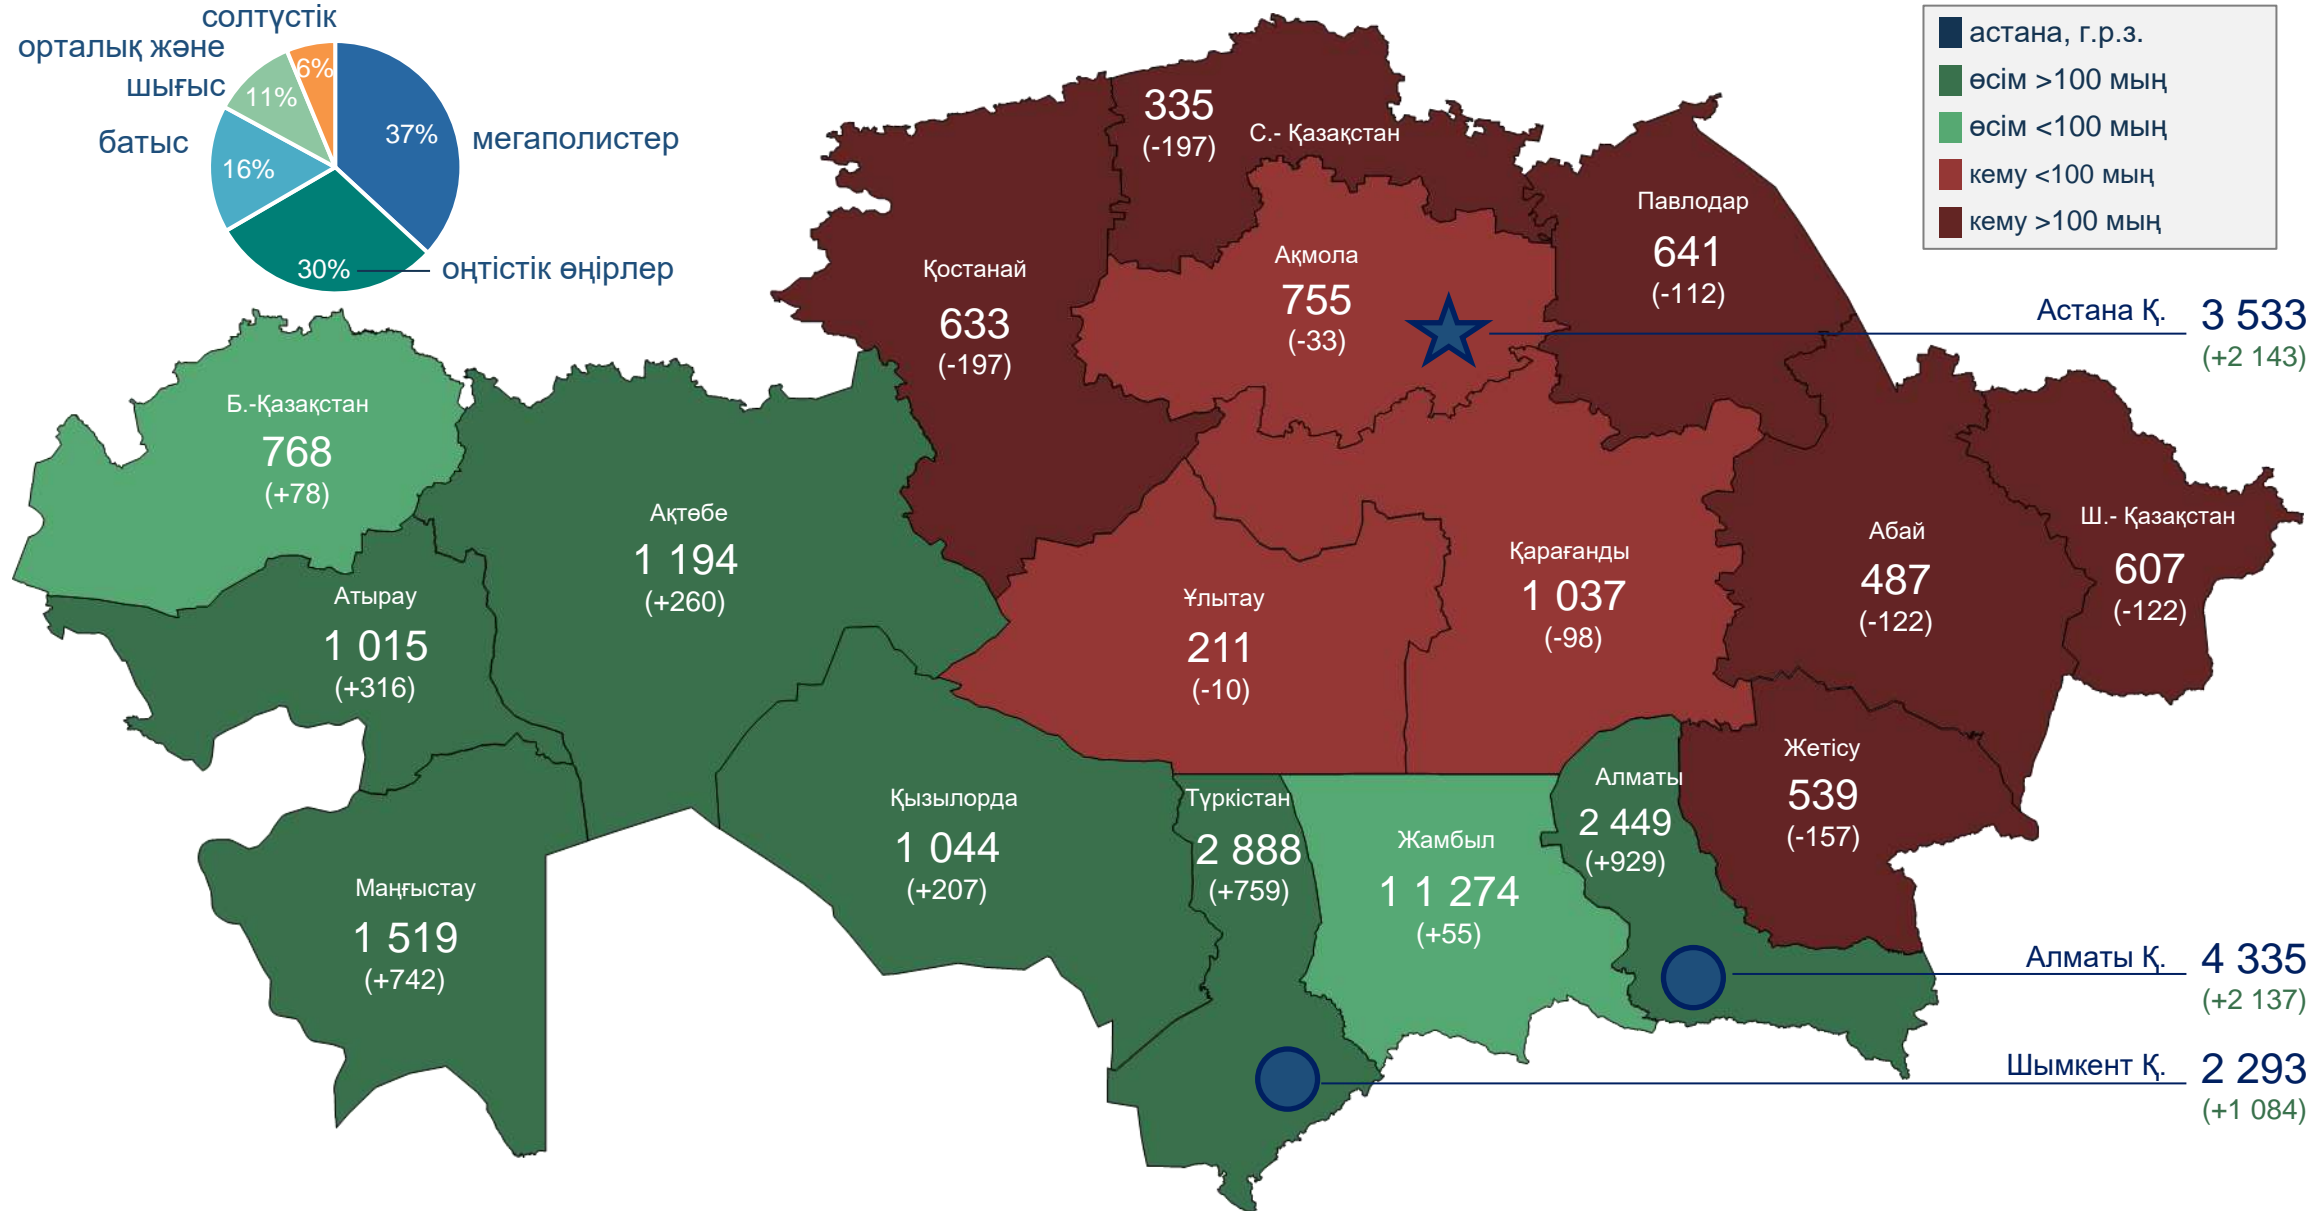 солтүстік
орталық және
шығыс
батыс
6%
11%
16%
37%
30%
мегаполистер
оңтістік өңірлер
астана, г.р.з.
өсім >100 мың
өсім <100 мың
кему <100 мың
кему >100 мың
335
(-197)
С.- Қазақстан
Павлодар
641
(-112)
Қостанай
633
(-197)
Ақмола
755
(-33)
Астана Қ.
3 533
(+2 143)
Б.-Қазақстан
768
(+78)
Ақтөбе
1 194
(+260)
Атырау
1 015
(+316)
Ұлытау
211
(-10)
Қарағанды
1 037
(-98)
Абай
487
(-122)
Ш.- Қазақстан
607
(-122)
Маңғыстау
1 519
(+742)
Қызылорда
1 044
(+207)
Түркістан
2 888
(+759)
Жамбыл
1 1 274
(+55)
Алматы
2 449
(+929)
Жетісу
539
(-157)
Алматы Қ.
4 335
(+2 137)
Шымкент Қ.
2 293
(+1 084)